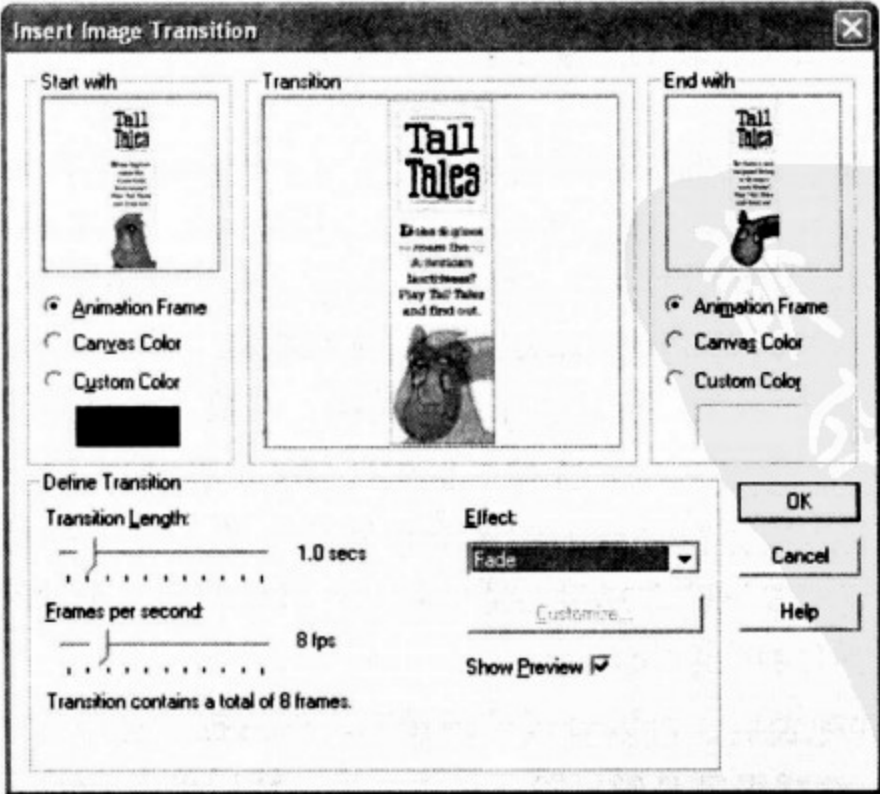 Insert Image Transition
Start with
Tall
Tales
Animation Frame
Canvas Color
Custom Color
Transition
Tall
Tales
roam the
American
Play Tall Tales
and find out.
End with
Tall
Tales
Animation Frame
Canvas Color
Custom Color
Define Transition
Transition Length:
1.0 secs
Frames per second:
8 fps
Transition contains a total of 8 frames.
Effect:
Fade
Customize...
Show Preview
OK
Cancel
Help